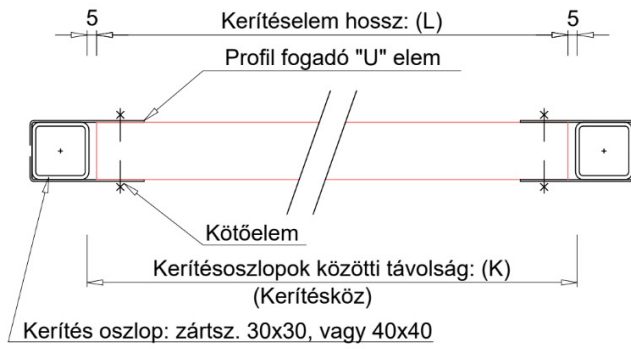 5 Kerítéselem hossz: (L) 5
Profil fogadó "U" elem
Kötőelem
Kerítésoszlopok közötti távolság: (K)
(Kerítésköz)
Kerítés oszlop: zártsz. 30x30, vagy 40x40